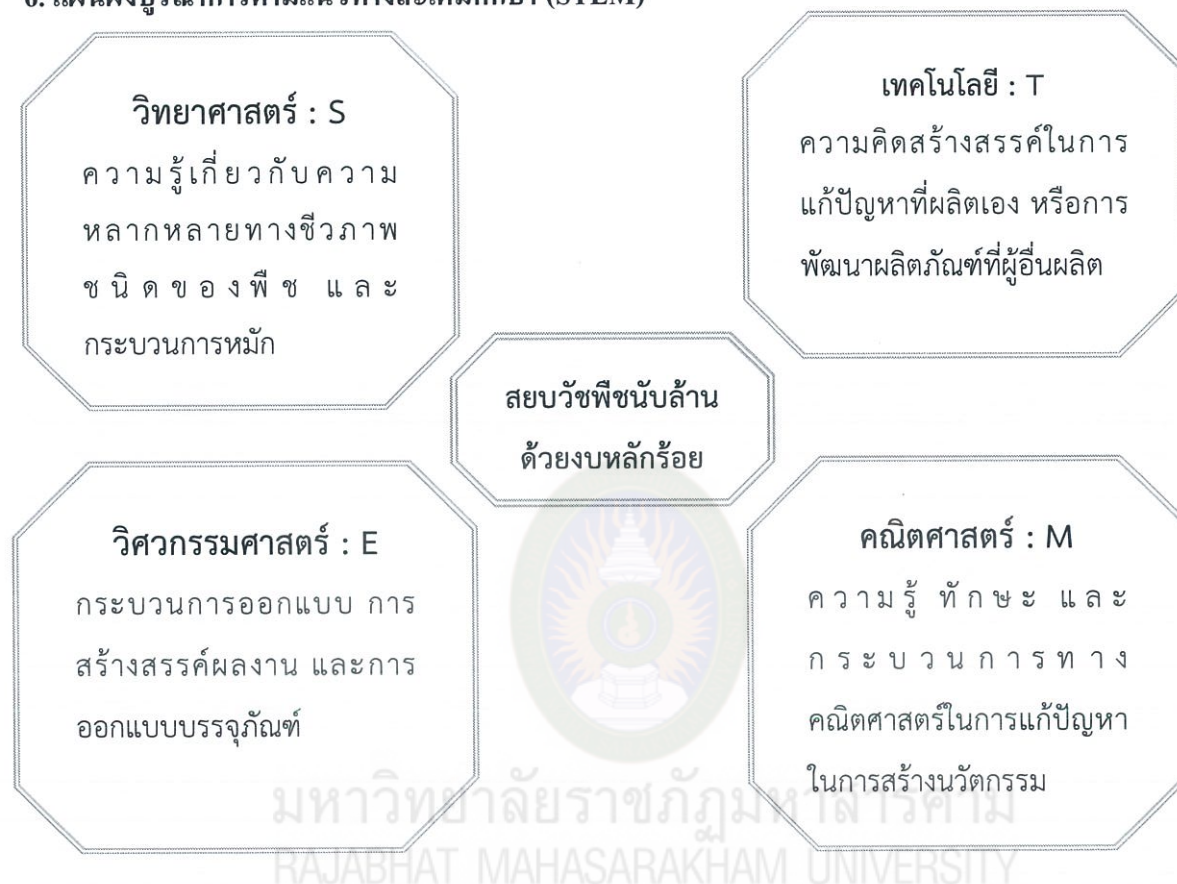 วิทยาศาสตร์ : S
ความรู้เกี่ยวกับความ
หลากหลายทางชีวภาพ
ชนิดของพืช และ
กระบวนการหมัก
เทคโนโลยี : T
ความคิดสร้างสรรค์ในการ
แก้ปัญหาที่ผลิตเอง หรือการ
พัฒนาผลิตภัณฑ์ที่ผู้อื่นผลิต
สยบวัชพืชนับล้าน
ด้วยงบหลักร้อย
วิศวกรรมศาสตร์ : E
กระบวนการออกแบบ การ
สร้างสรรค์ผลงาน และการ
ออกแบบบรรจุภัณฑ์
คณิตศาสตร์ : M
ความรู้ ทักษะ และ
กระบวนการทาง
คณิตศาสตร์ในการแก้ปัญหา
ในการสร้างนวัตกรรม
มหาวิทยาลัยราชภัฏมหาสารคาม
RAJABHAT MAHASARAKHAM UNIVERSITY